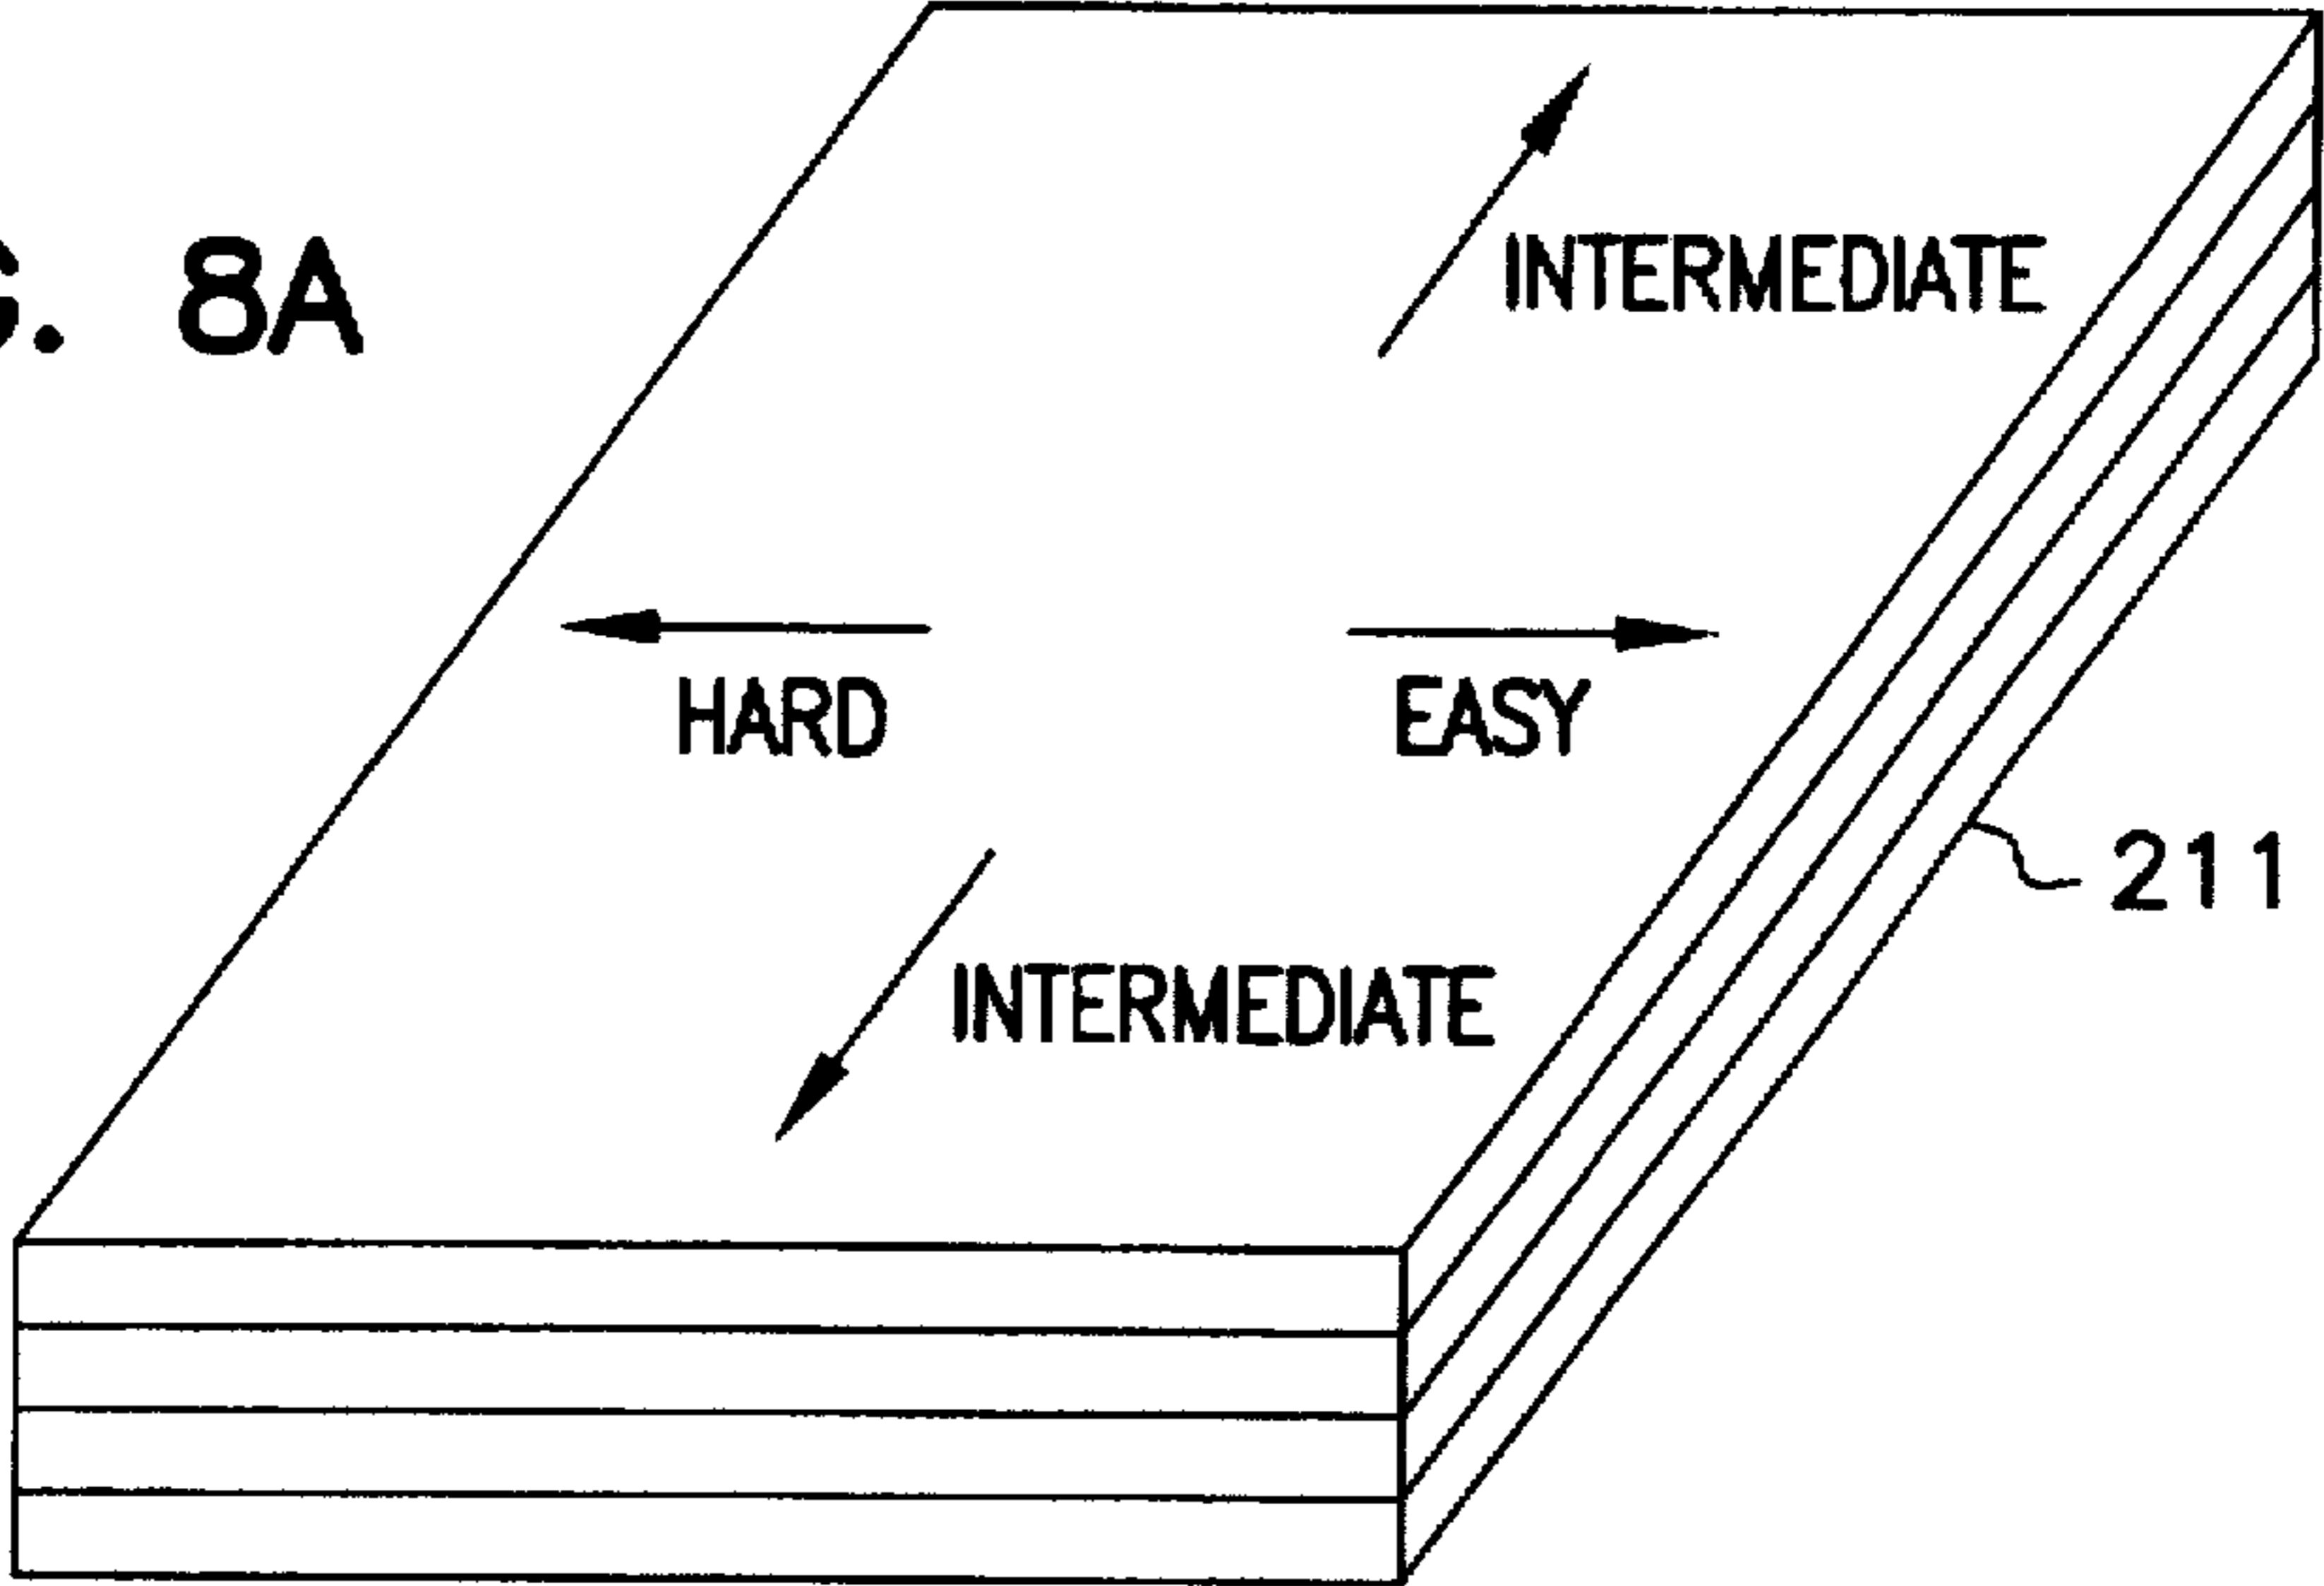 G. 8A
INTERMEDIATE
HARD
EASY
211
INTERMEDIATE